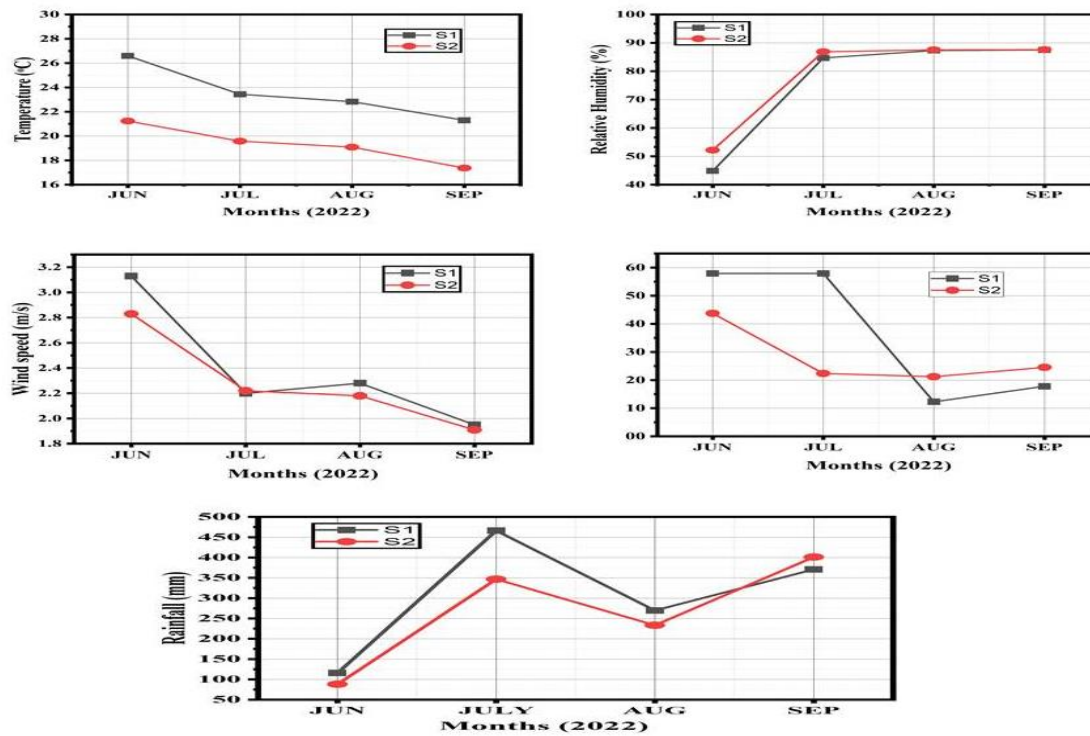 30
28
26
24
22
20
18
16
Temperature (°C)
S1
S2
JUN JUL AUG SEP
Months (2022)
100
90
80
70
60
50
40
Relative Humidity (%)
S1
S2
JUN JUL AUG SEP
Months (2022)
3.2
3.0
2.8
2.6
2.4
2.2
2.0
1.8
Wind speed (m/s)
S1
S2
JUN JUL AUG SEP
Months (2022)
60
50
40
30
20
10
00
S1
S2
JUN JUL AUG SEP
Months (2022)
500
450
400
350
300
250
200
150
100
50
Rainfall (mm)
S1
S2
JUN JULY AUG SEP
Months (2022)